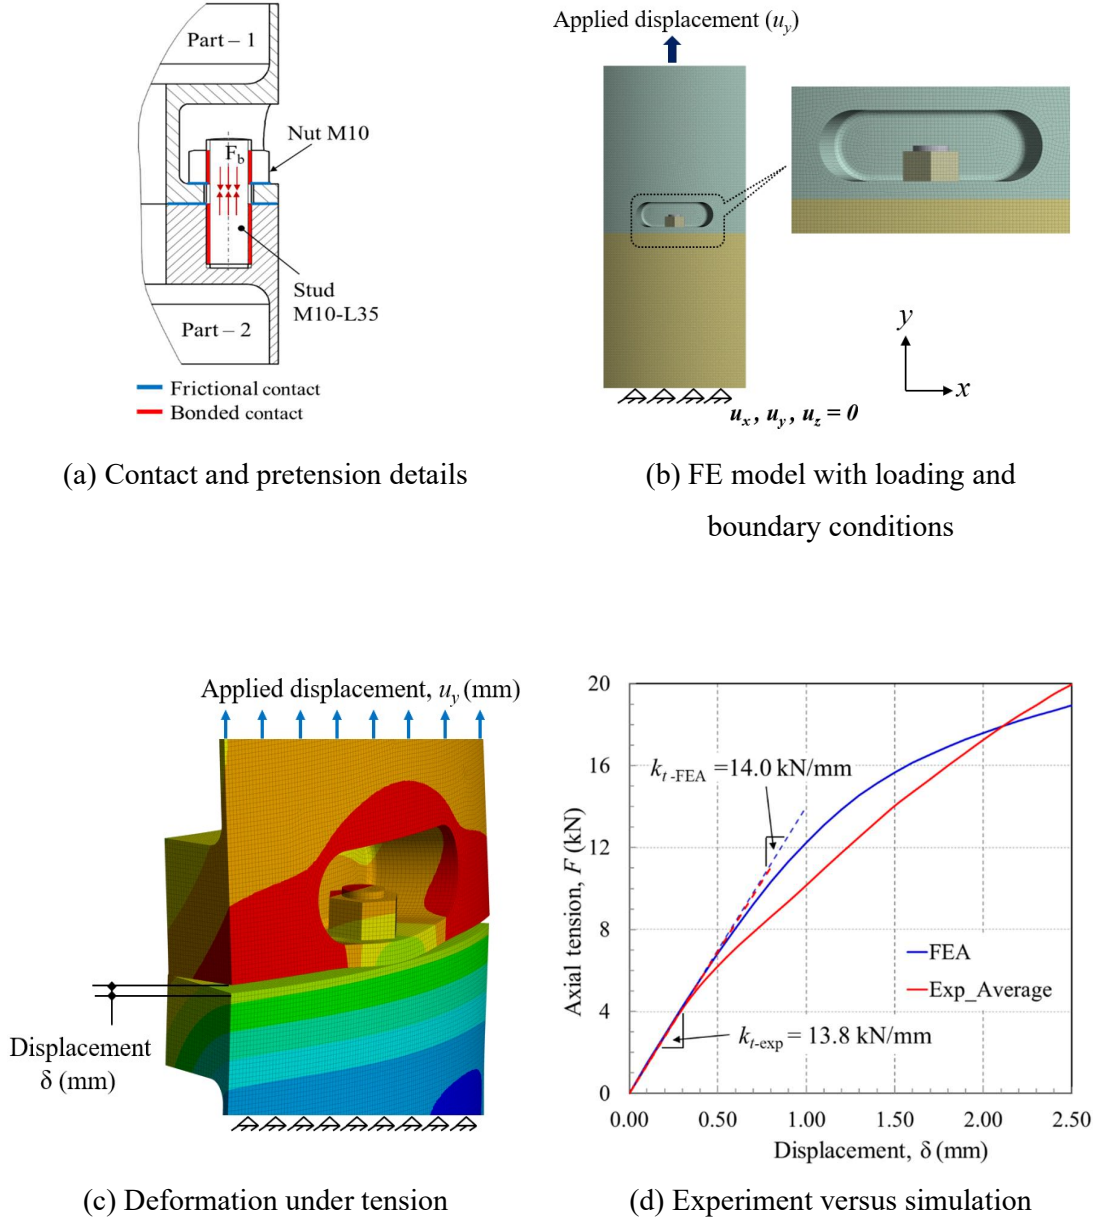 Part – 1
Nut M10
F_b
Stud
M10-L35
Part – 2
Frictional contact
Bonded contact
(a) Contact and pretension details
Applied displacement (u_y)
y
x
u_x , u_y , u_z = 0
(b) FE model with loading and
boundary conditions
Applied displacement, u_y (mm)
Displacement
δ (mm)
(c) Deformation under tension
20
16
12
8
4
0
Axial tension, F (kN)
k_t-FEA = 14.0 kN/mm
FEA
Exp_Average
k_t-exp = 13.8 kN/mm
0.00 0.50 1.00 1.50 2.00 2.50
Displacement, δ (mm)
(d) Experiment versus simulation